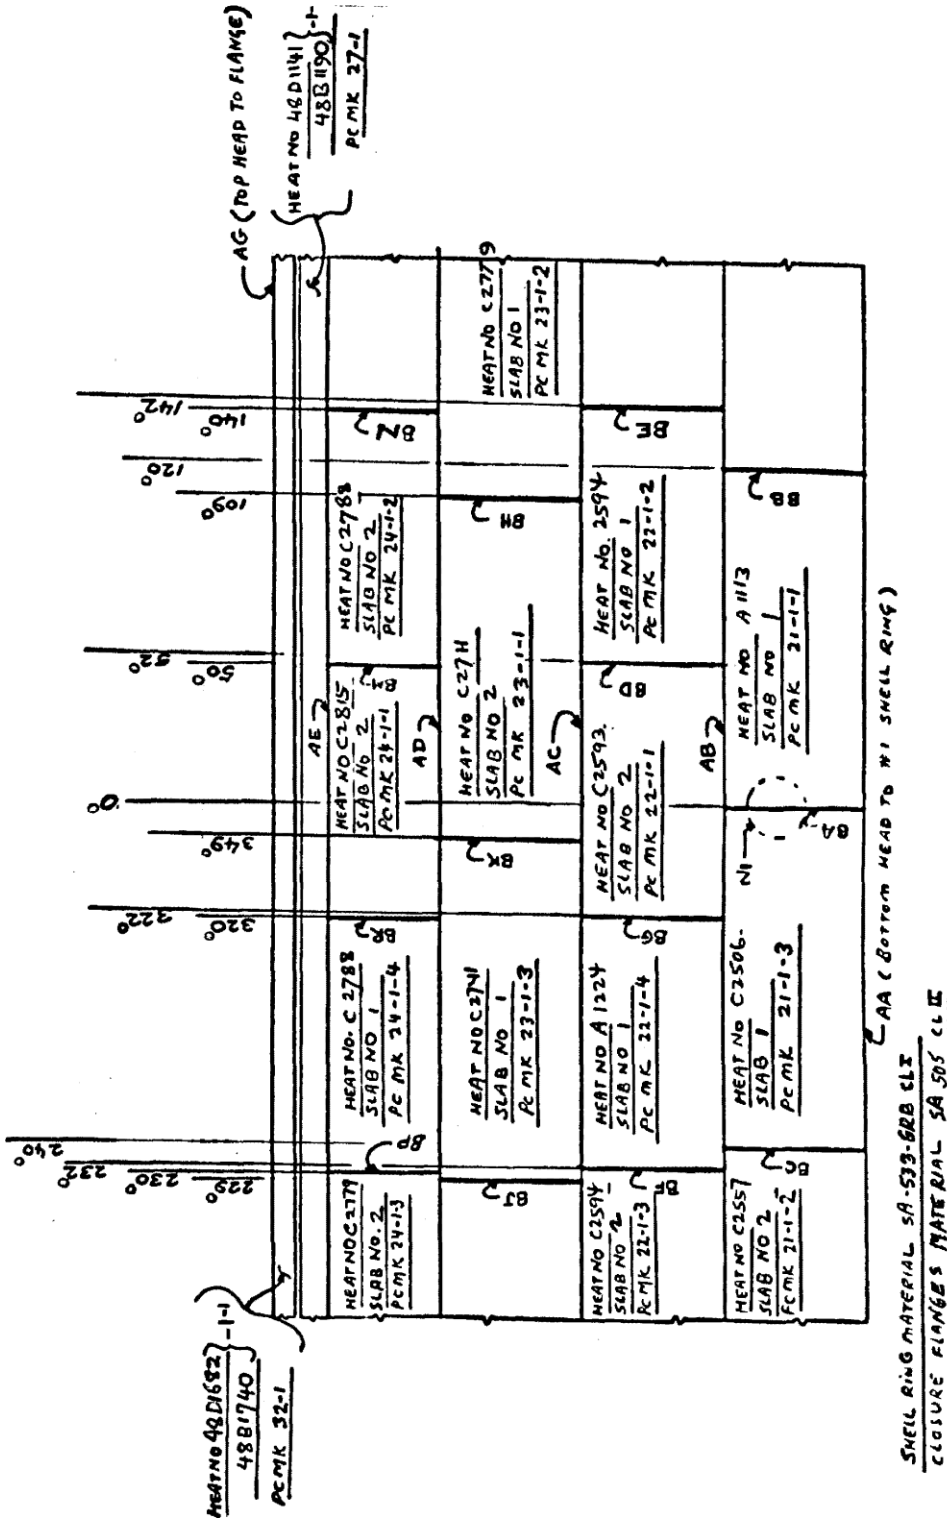 AG (TOP HEAD TO FLANGE)
HEAT NO 48D1141
48B1190
-1-
PC MK 27-1
142°
140°
120°
109°
52°
50°
0°
349°
322°
320°
240°
232°
230°
229°
HEAT NO 48D1682
48B1740
-1-1
PC MK 32-1
AE
HEAT NO C2779
SLAB NO. 2
PC MK 24-1-3
BP
HEAT NO. C 2788
SLAB NO 1
PC MK 24-1-4
BR
HEAT NO C2815
SLAB NO 2
PC MK 24-1-1
BM
HEAT NO C2788
SLAB NO 2
PC MK 24-1-2
BN
AD
BJ
HEAT NO C2741
SLAB NO 1
PC MK 23-1-3
BK
HEAT NO C27H
SLAB NO 2
PC MK 23-1-1
BH
HEAT NO C2779
SLAB NO 1
PC MK 23-1-2
AC
HEAT NO C2594
SLAB NO 2
PC MK 22-1-3
BF
HEAT NO A1224
SLAB NO 1
PC MK 22-1-4
BG
HEAT NO C2593
SLAB NO 2
PC MK 22-1-1
BD
HEAT NO. 2594
SLAB NO 1
PC MK 22-1-2
BE
AB
HEAT NO C2557
SLAB NO 2
PC MK 21-1-2
BC
HEAT NO C2506
SLAB 1
PC MK 21-1-3
N1
BA
HEAT NO A1113
SLAB NO 1
PC MK 21-1-1
BB
AA (BOTTOM HEAD TO #1 SHELL RING)
SHELL RING MATERIAL SA-533-GRB CL I
CLOSURE FLANGES MATERIAL SA 505 CL II